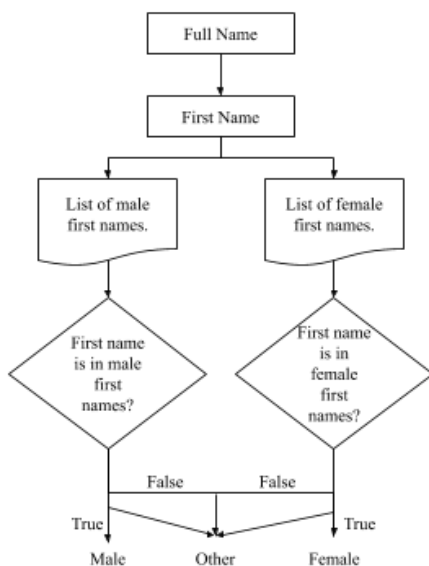 Full Name
First Name
List of male
first names.
List of female
first names.
First name
is in male
first
names?
First name
is in
female
first
names?
False
False
True
True
Male
Other
Female